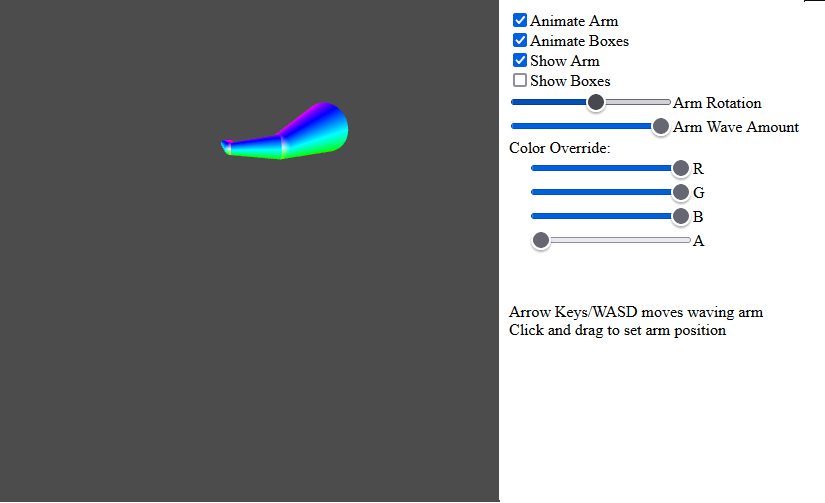 Animate Arm
Animate Boxes
Show Arm
Show Boxes
Arm Rotation
Arm Wave Amount
Color Override:
R
G
B
A
Arrow Keys/WASD moves waving arm
Click and drag to set arm position